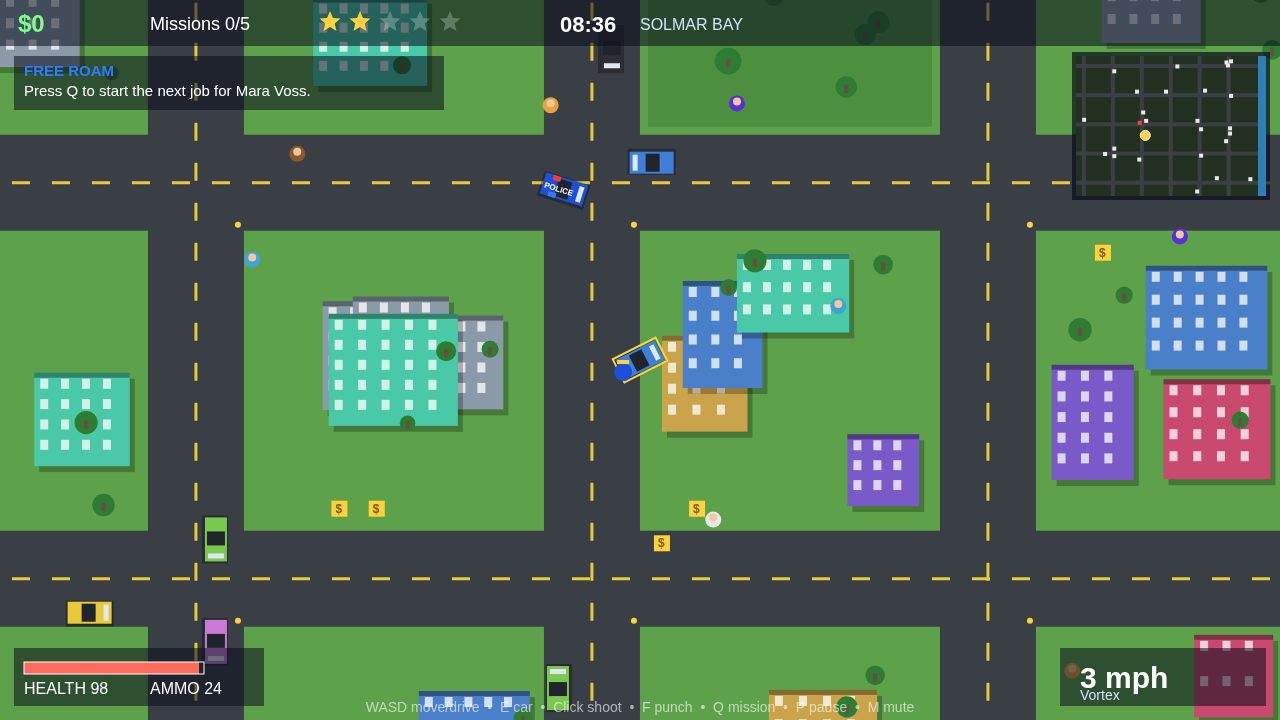 $0
Missions 0/5
08:36
SOLMAR BAY
FREE ROAM
Press Q to start the next job for Mara Voss.
POLICE
$
$ $
$
$
HEALTH 98
AMMO 24
3 mph
Vortex
WASD move/drive • E car • Click shoot • F punch • Q mission • P pause • M mute